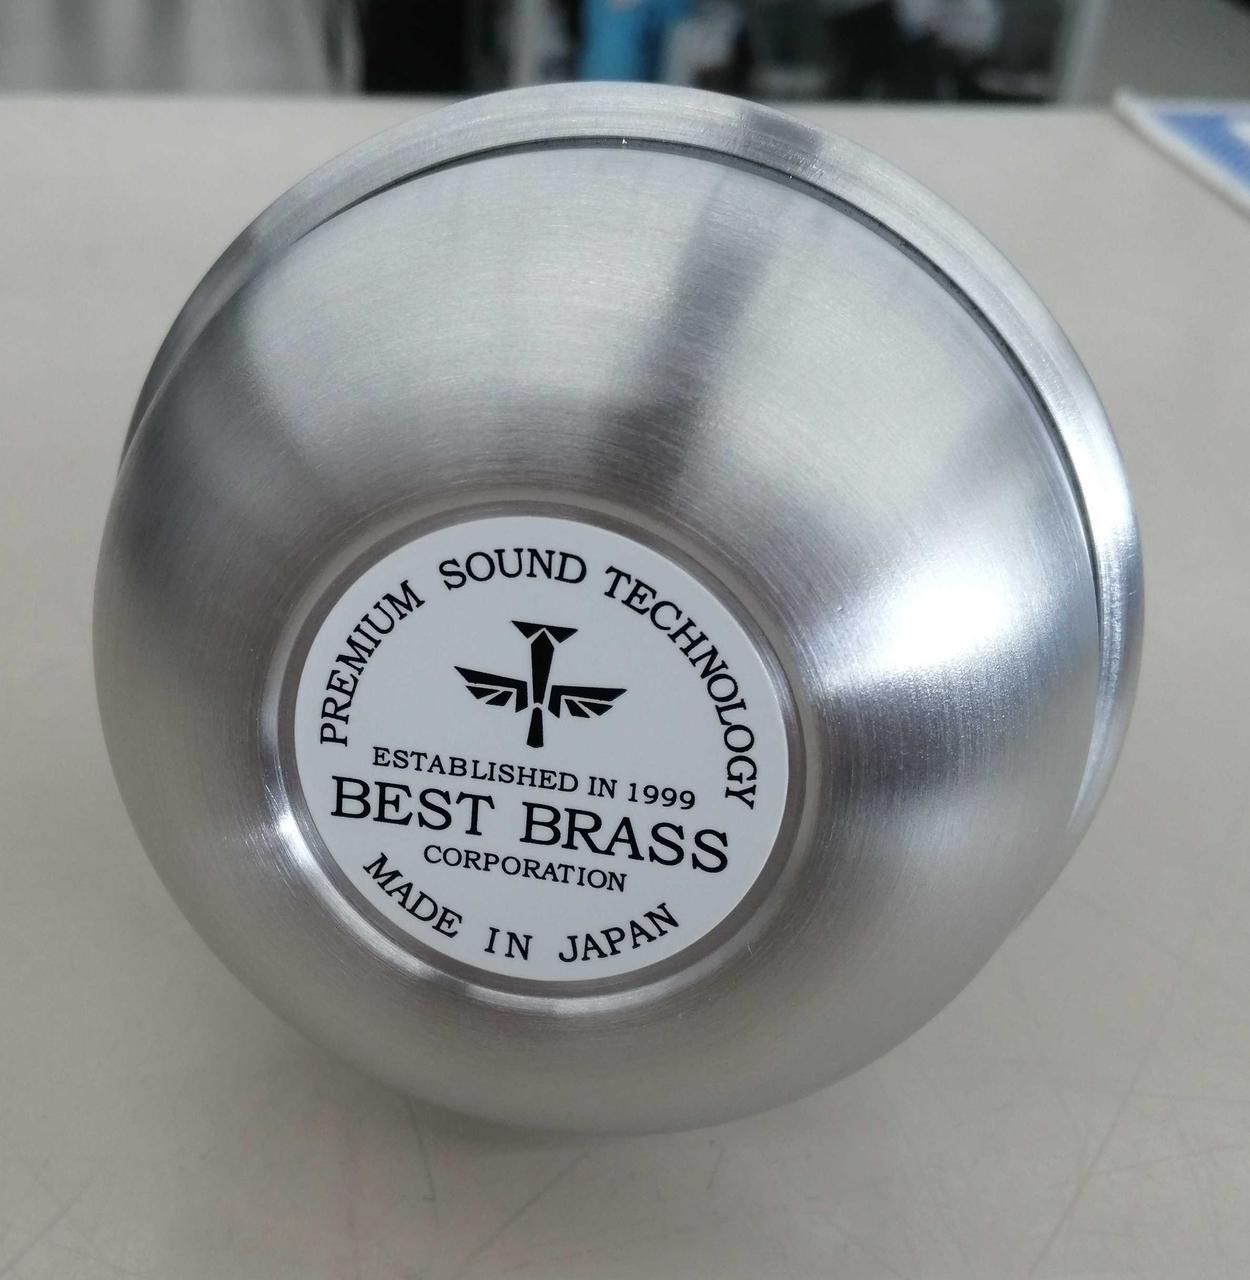 PREMIUM SOUND TECHNOLOGY
ESTABLISHED IN 1999
BEST BRASS
CORPORATION
MADE IN JAPAN